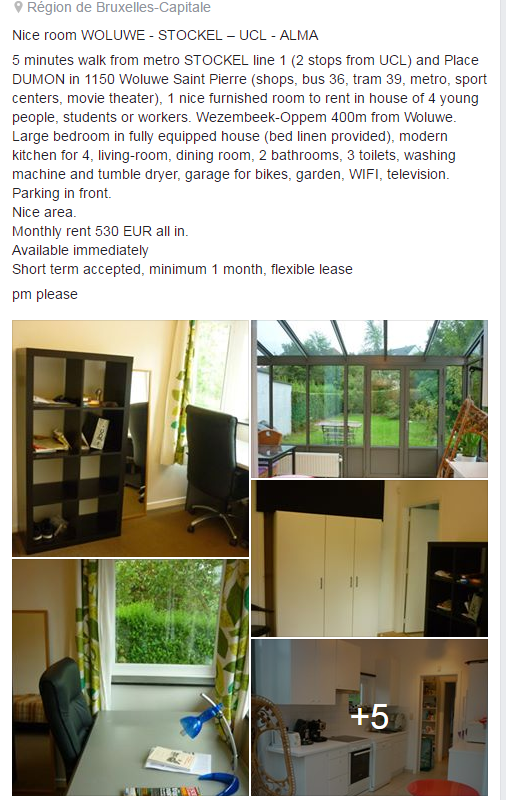 Région de Bruxelles-Capitale
Nice room WOLUWE - STOCKEL – UCL - ALMA
5 minutes walk from metro STOCKEL line 1 (2 stops from UCL) and Place
DUMON in 1150 Woluwe Saint Pierre (shops, bus 36, tram 39, metro, sport
centers, movie theater), 1 nice furnished room to rent in house of 4 young
people, students or workers. Wezembeek-Oppem 400m from Woluwe.
Large bedroom in fully equipped house (bed linen provided), modern
kitchen for 4, living-room, dining room, 2 bathrooms, 3 toilets, washing
machine and tumble dryer, garage for bikes, garden, WIFI, television.
Parking in front.
Nice area.
Monthly rent 530 EUR all in.
Available immediately
Short term accepted, minimum 1 month, flexible lease
pm please
+5